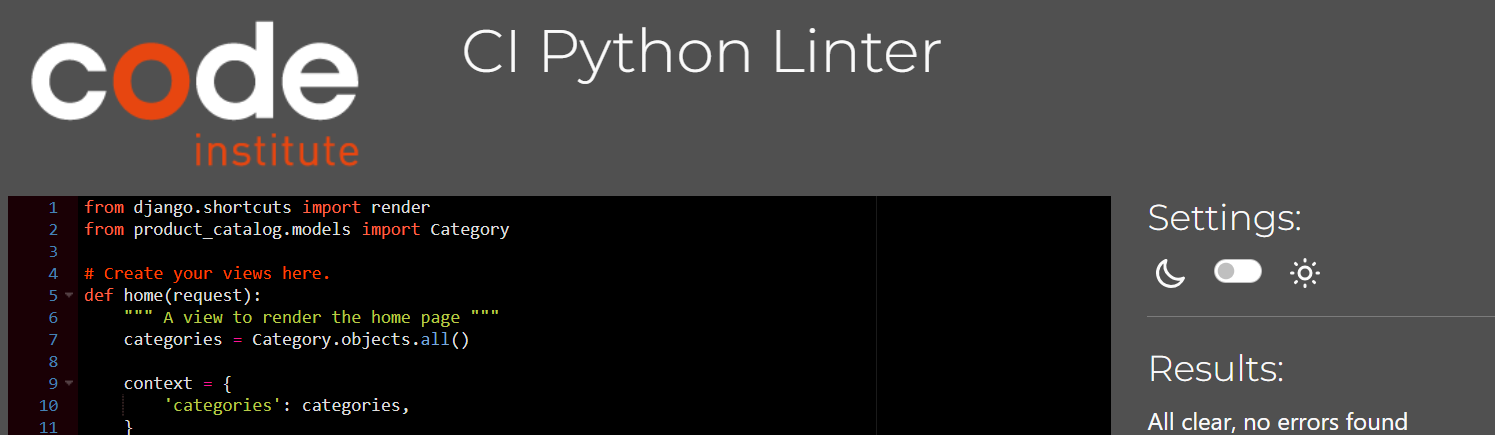 code
institute
CI Python Linter
1 from django.shortcuts import render
2 from product_catalog.models import Category
3
4 # Create your views here.
5 def home(request):
6     """ A view to render the home page """
7     categories = Category.objects.all()
8
9     context = {
10         'categories': categories,
11     }
Settings:
Results:
All clear, no errors found